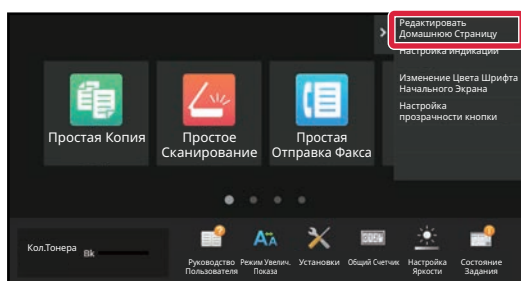 Редактировать
Домашнюю Страницу
Настройка индикации
Изменение Цвета Шрифта
Начального Экрана
Настройка
прозрачности кнопки
Простая Копия
Простое
Сканирование
Простая
Отправка Факса
Кол.Тонера
Bk
Руководство
Пользователя
Режим Увелич.
Показа
Установки
Общий Счетчик
Настройка
Яркости
Состояние
Задания